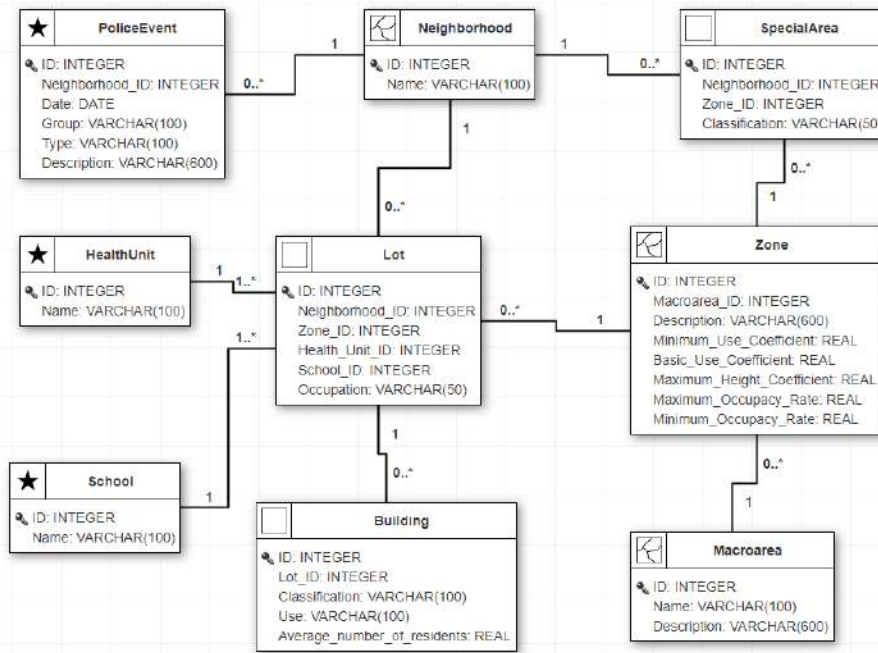 PoliceEvent
ID: INTEGER
Neighborhood_ID: INTEGER
Date: DATE
Group: VARCHAR(100)
Type: VARCHAR(100)
Description: VARCHAR(600)
1
0..*
Neighborhood
ID: INTEGER
Name: VARCHAR(100)
1
0..*
SpecialArea
ID: INTEGER
Neighborhood_ID: INTEGER
Zone_ID: INTEGER
Classification: VARCHAR(50
1
0..*
0..*
1
HealthUnit
ID: INTEGER
Name: VARCHAR(100)
1
1..*
Lot
ID: INTEGER
Neighborhood_ID: INTEGER
Zone_ID: INTEGER
Health_Unit_ID: INTEGER
School_ID: INTEGER
Occupation: VARCHAR(50)
0..*
1
Zone
ID: INTEGER
Macroarea_ID: INTEGER
Description: VARCHAR(600)
Minimum_Use_Coefficient: REAL
Basic_Use_Coefficient: REAL
Maximum_Height_Coefficient: REAL
Maximum_Occupacy_Rate: REAL
Minimum_Occupacy_Rate: REAL
1..*
1
0..*
0..*
1
School
ID: INTEGER
Name: VARCHAR(100)
1
Building
ID: INTEGER
Lot_ID: INTEGER
Classification: VARCHAR(100)
Use: VARCHAR(100)
Average_number_of_residents: REAL
Macroarea
ID: INTEGER
Name: VARCHAR(100)
Description: VARCHAR(600)